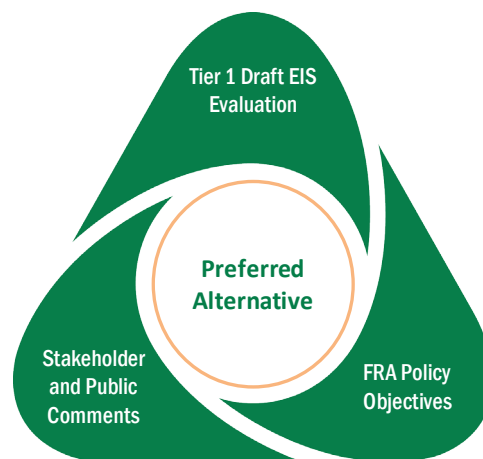 Tier 1 Draft EIS
Evaluation
Preferred
Alternative
Stakeholder
and Public
Comments
FRA Policy
Objectives